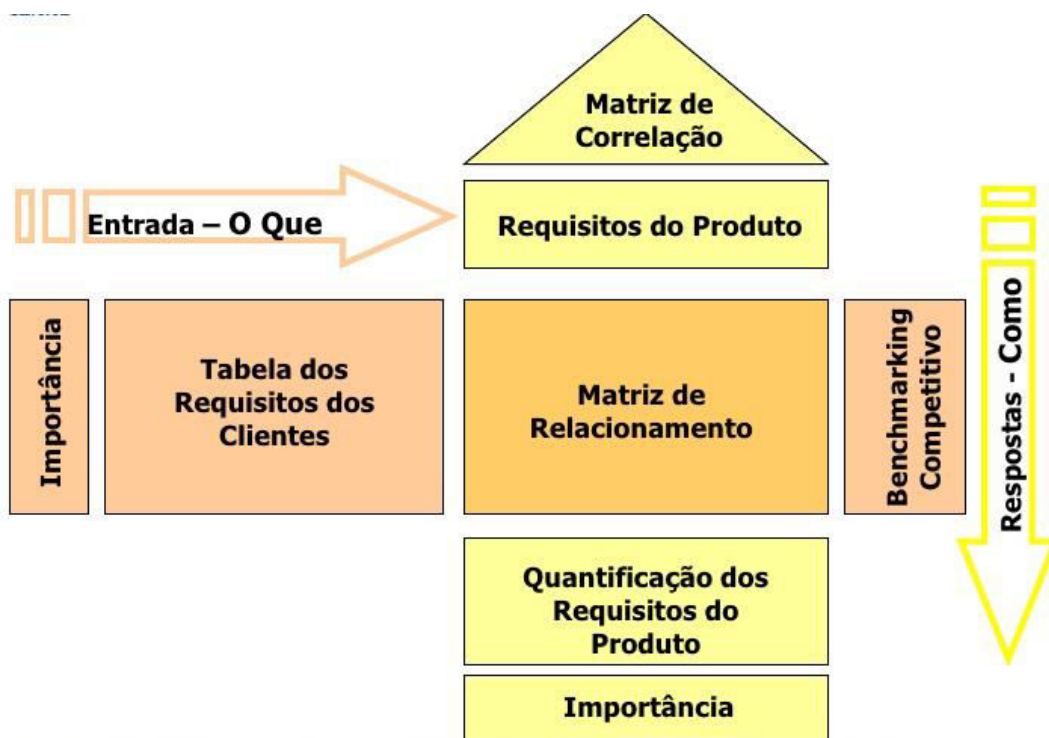 Matriz de
Correlação
Entrada – O Que
Requisitos do Produto
Importância
Tabela dos
Requisitos dos
Clientes
Matriz de
Relacionamento
Benchmarking
Competitivo
Respostas - Como
Quantificação dos
Requisitos do
Produto
Importância